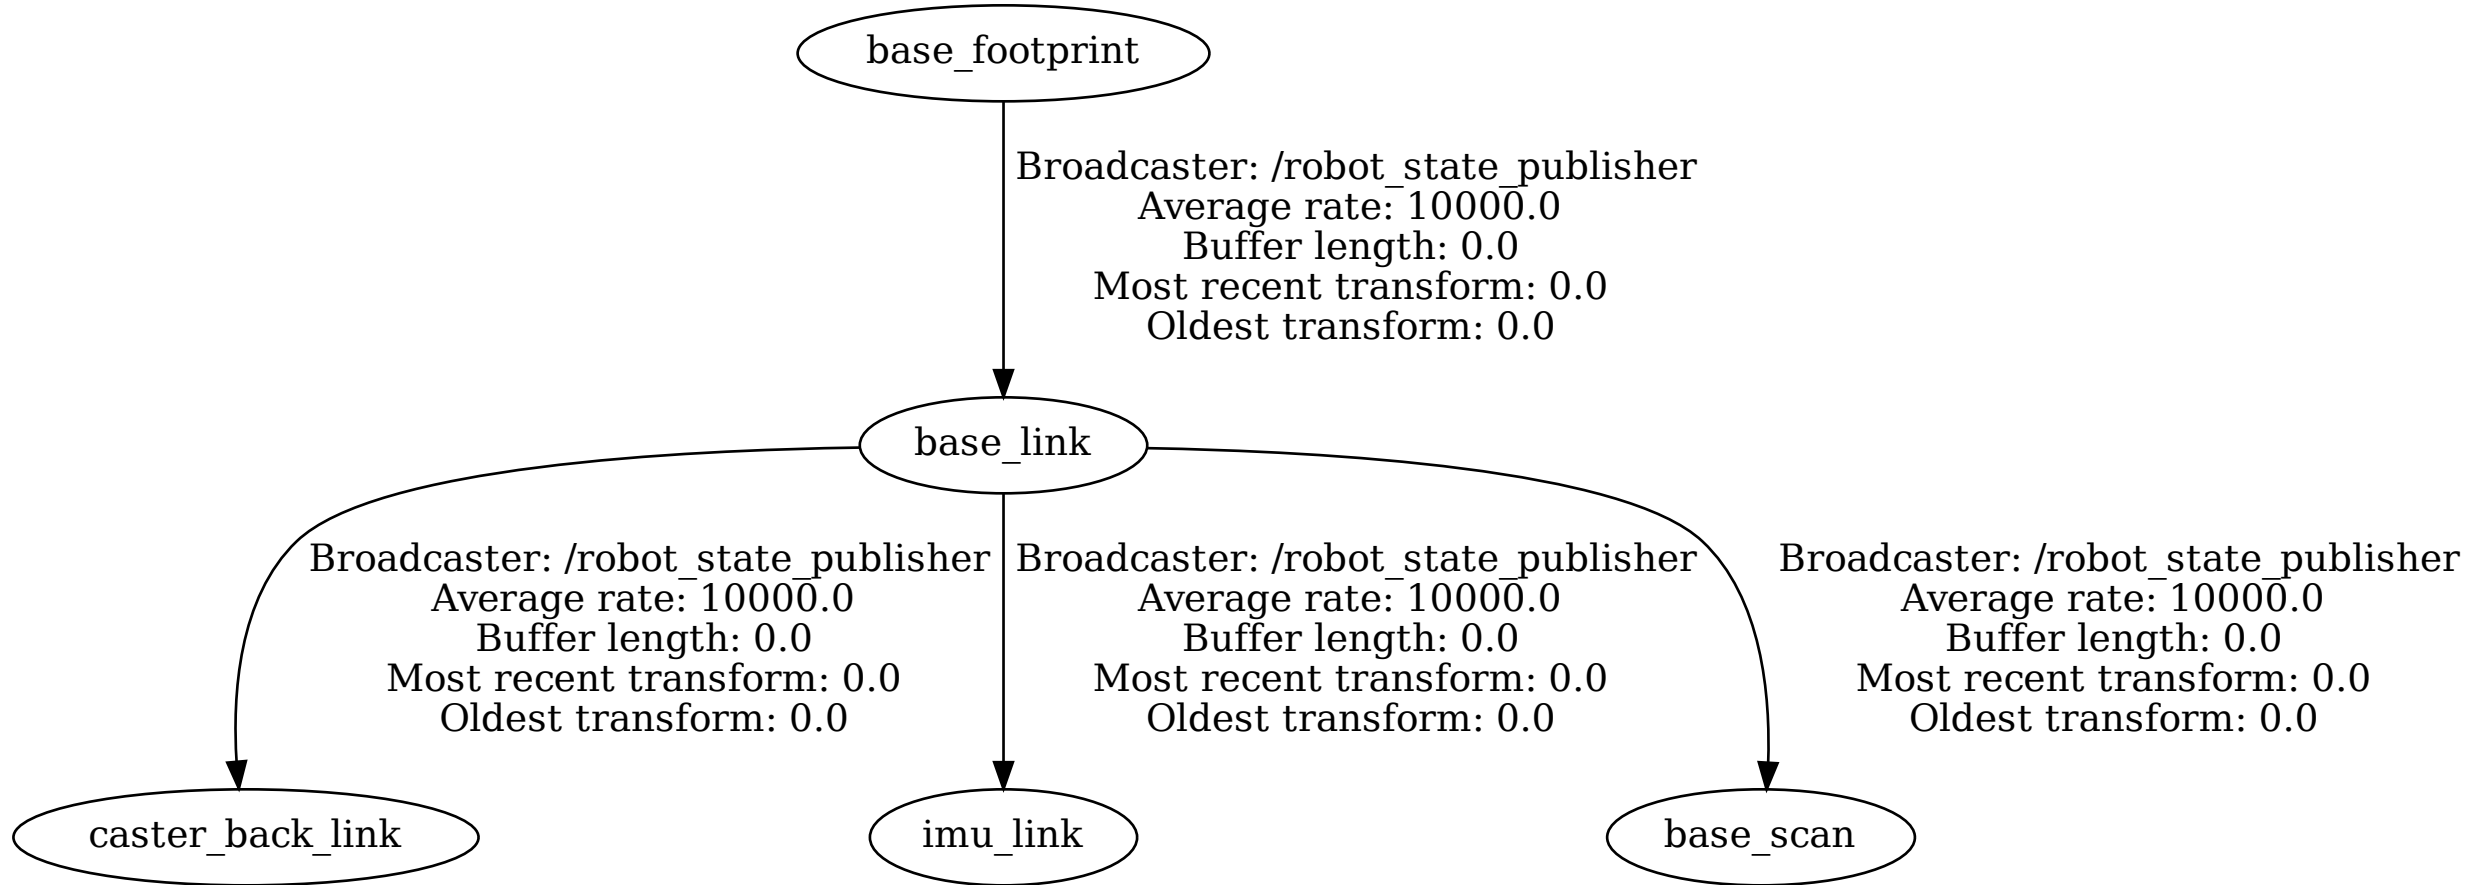 base_footprint
Broadcaster: /robot_state_publisher
Average rate: 10000.0
Buffer length: 0.0
Most recent transform: 0.0
Oldest transform: 0.0
base_link
Broadcaster: /robot_state_publisher
Average rate: 10000.0
Buffer length: 0.0
Most recent transform: 0.0
Oldest transform: 0.0
Broadcaster: /robot_state_publisher
Average rate: 10000.0
Buffer length: 0.0
Most recent transform: 0.0
Oldest transform: 0.0
Broadcaster: /robot_state_publisher
Average rate: 10000.0
Buffer length: 0.0
Most recent transform: 0.0
Oldest transform: 0.0
caster_back_link
imu_link
base_scan